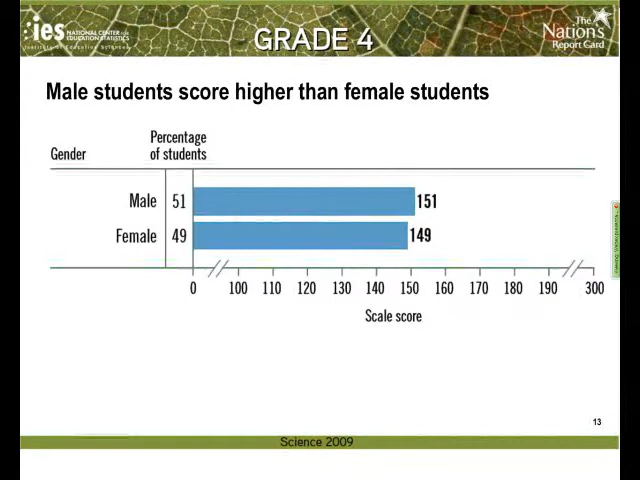 ies NATIONAL CENTER FOR
EDUCATION STATISTICS
Institute of Education Sciences
GRADE 4
The
Nation's
Report Card
Male students score higher than female students
Gender
Percentage
of students
Male 51 151
Female 49 149
0 100 110 120 130 140 150 160 170 180 190 300
Scale score
13
Science 2009